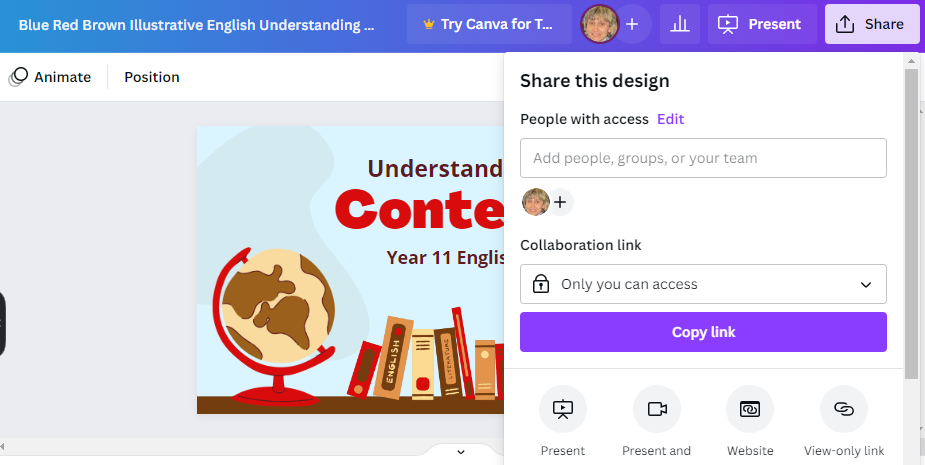 Blue Red Brown Illustrative English Understanding ...
Try Canva for T...
Present
Share
Animate
Position
Share this design
People with access Edit
Add people, groups, or your team
Collaboration link
Only you can access
Copy link
Present
Present and
Website
View-only link
Understand
Conte
Year 11 Englis
ENGLISH
LITERATURE